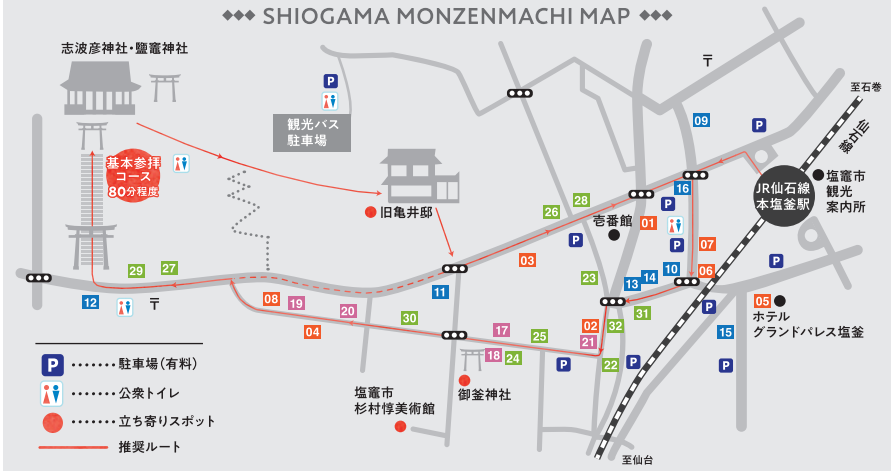 SHIOGAMA MONZENMACHI MAP
志波彦神社・鹽竈神社
P
観光バス
駐車場
基本参拝
コース
80分程度
旧亀井邸
〒
至石巻
仙石線
09
P
16
JR仙石線
本塩釜駅
塩竈市
観光
案内所
28
26
壱番館
01
P
P
P
07
03
23
13
14
10
06
P
P
05
ホテル
グランドパレス塩釜
29
27
12
〒
11
08
19
20
04
30
17
18
24
25
02
32
21
22
31
P
P
15
P
塩竈市
杉村惇美術館
御釜神社
至仙台
P ・・・・・・・ 駐車場(有料)
・・・・・・・ 公衆トイレ
・・・・・・・ 立ち寄りスポット
推奨ルート